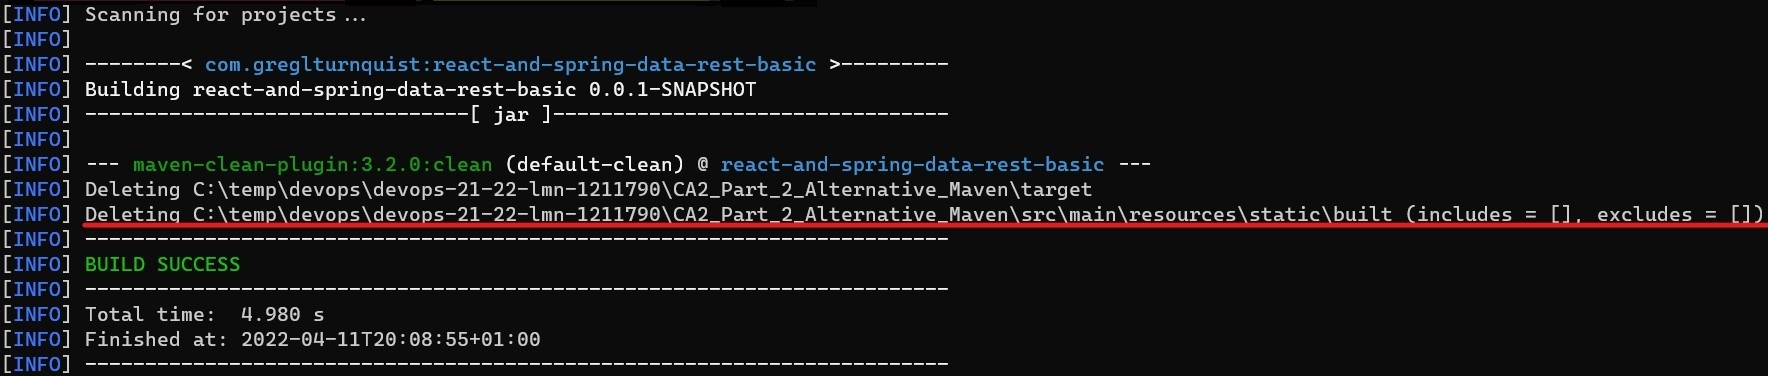 [INFO] Scanning for projects...
[INFO]
[INFO] --------< com.greglturnquist:react-and-spring-data-rest-basic >---------
[INFO] Building react-and-spring-data-rest-basic 0.0.1-SNAPSHOT
[INFO] --------------------------------[ jar ]---------------------------------
[INFO]
[INFO] --- maven-clean-plugin:3.2.0:clean (default-clean) @ react-and-spring-data-rest-basic ---
[INFO] Deleting C:\temp\devops\devops-21-22-lmn-1211790\CA2_Part_2_Alternative_Maven\target
[INFO] Deleting C:\temp\devops\devops-21-22-lmn-1211790\CA2_Part_2_Alternative_Maven\src\main\resources\static\built (includes = [], excludes = [])
[INFO] ------------------------------------------------------------------------
[INFO] BUILD SUCCESS
[INFO] ------------------------------------------------------------------------
[INFO] Total time:  4.980 s
[INFO] Finished at: 2022-04-11T20:08:55+01:00
[INFO] ------------------------------------------------------------------------